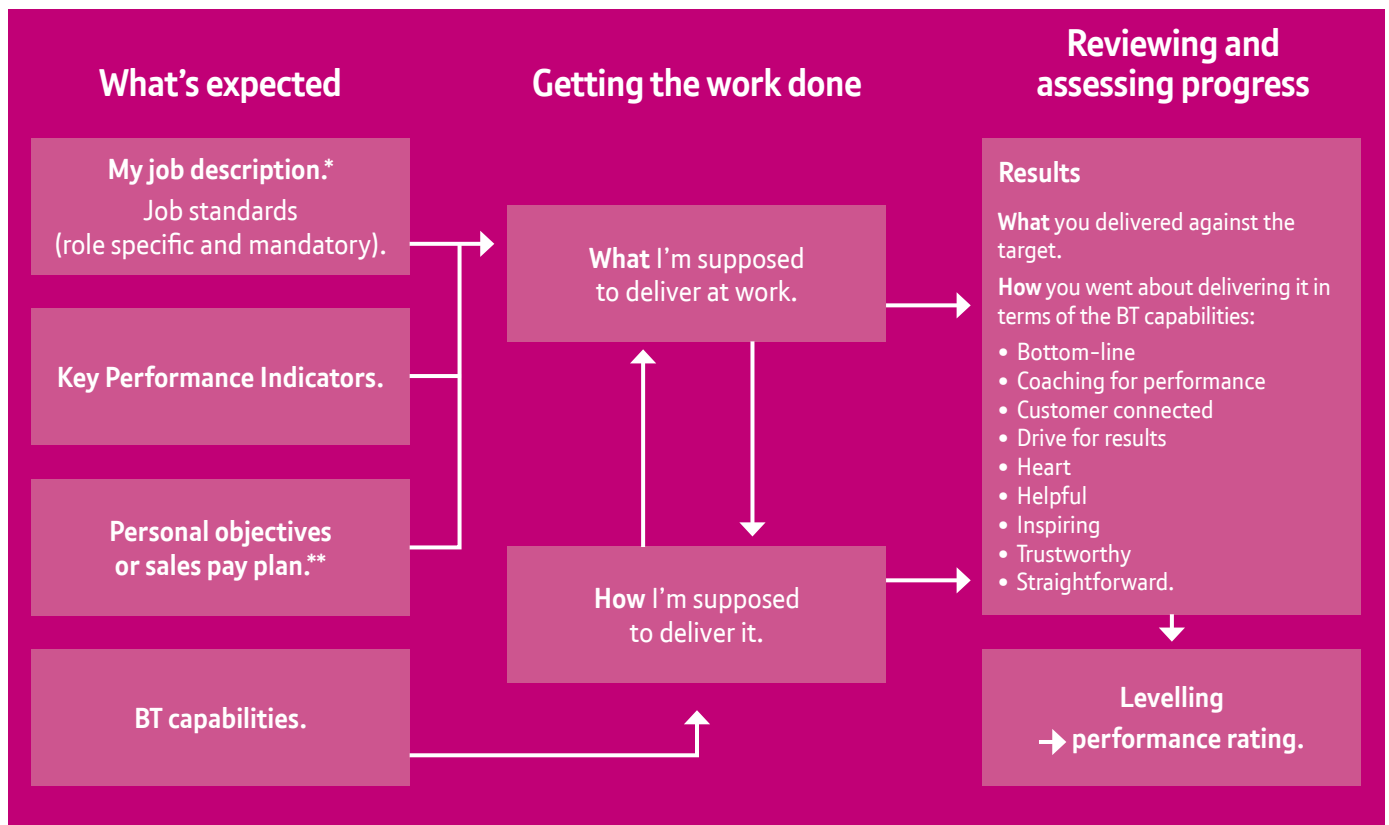 What's expected
My job description.*
Job standards
(role specific and mandatory).
Key Performance Indicators.
Personal objectives
or sales pay plan.**
BT capabilities.
Getting the work done
What I'm supposed
to deliver at work.
How I'm supposed
to deliver it.
Reviewing and
assessing progress
Results
What you delivered against the
target.
How you went about delivering it in
terms of the BT capabilities:
• Bottom-line
• Coaching for performance
• Customer connected
• Drive for results
• Heart
• Helpful
• Inspiring
• Trustworthy
• Straightforward.
Levelling
→ performance rating.